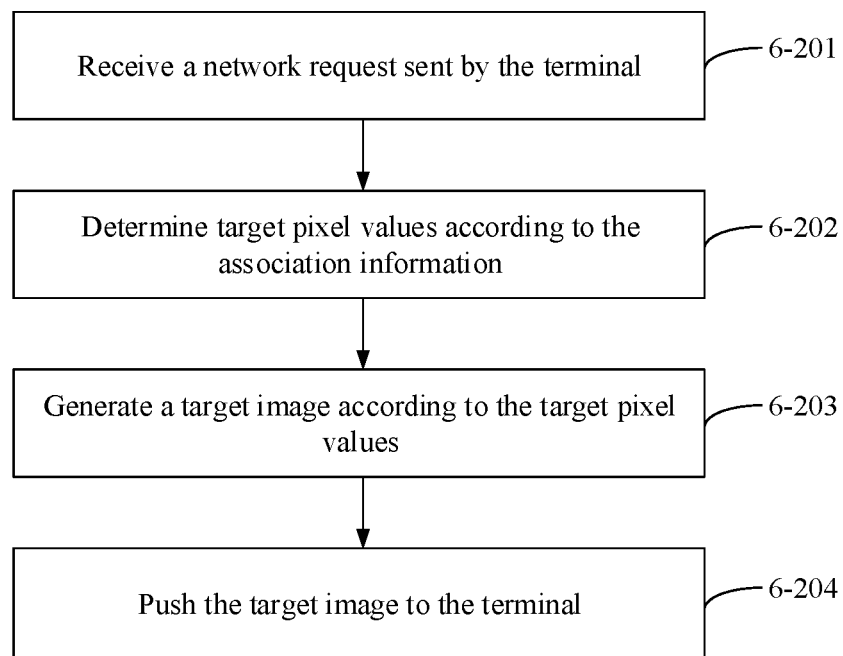 Receive a network request sent by the terminal
6-201
Determine target pixel values according to the
association information
6-202
Generate a target image according to the target pixel
values
6-203
Push the target image to the terminal
6-204